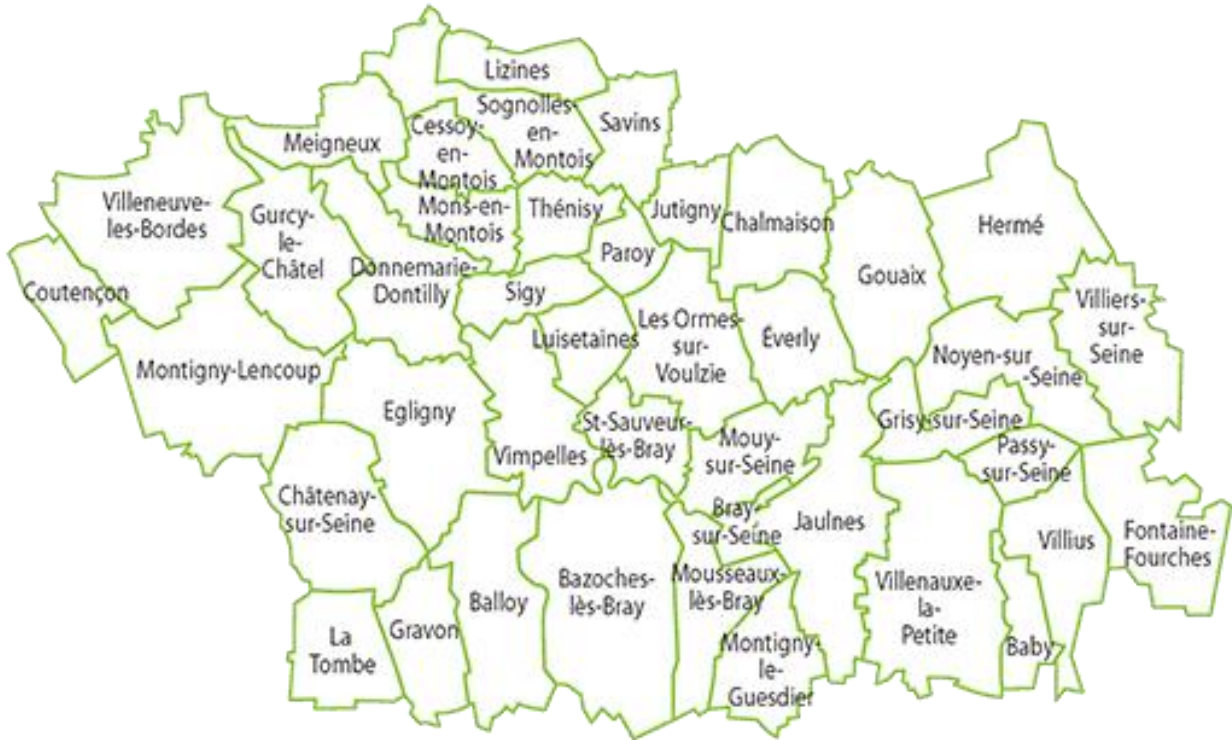 Lizines
Sognolles-
en-
Montois
Savins
Meigneux
Cessoy-
en-
Montois
Villeneuve-
les-Bordes
Gurcy-
le-
Châtel
Mons-en-
Montois
Thénisy
Jutigny
Chalmaison
Hermé
Paroy
Gouaix
Coutençon
Donnemarie-
Dontilly
Sigy
Villiers-
sur-
Seine
Luisetaines
Les Ormes-
sur-
Voulzie
Éverly
Noyen-sur
-Seine
Montigny-Lencoup
Egligny
Vimpelles
St-Sauveur-
lès-Bray
Mouy-
sur-Seine
Grisy-sur-Seine
Passy-
sur-Seine
Châtenay-
sur-Seine
Bray-
sur-Seine
Jaulnes
Villius
Fontaine-
Fourches
Bazoches-
lès-Bray
Mousseaux-
lès-Bray
Villenauxe-
la-
Petite
Balloy
Gravon
La
Tombe
Montigny-
le-
Guesdier
Baby